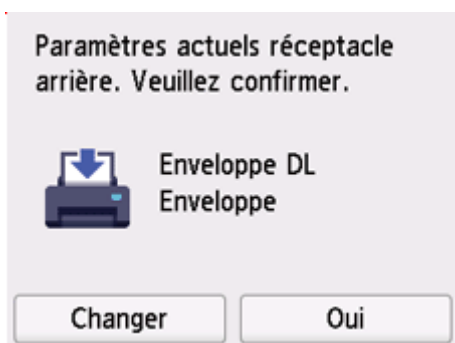 Paramètres actuels réceptacle
arrière. Veuillez confirmer.
Enveloppe DL
Enveloppe
Changer
Oui